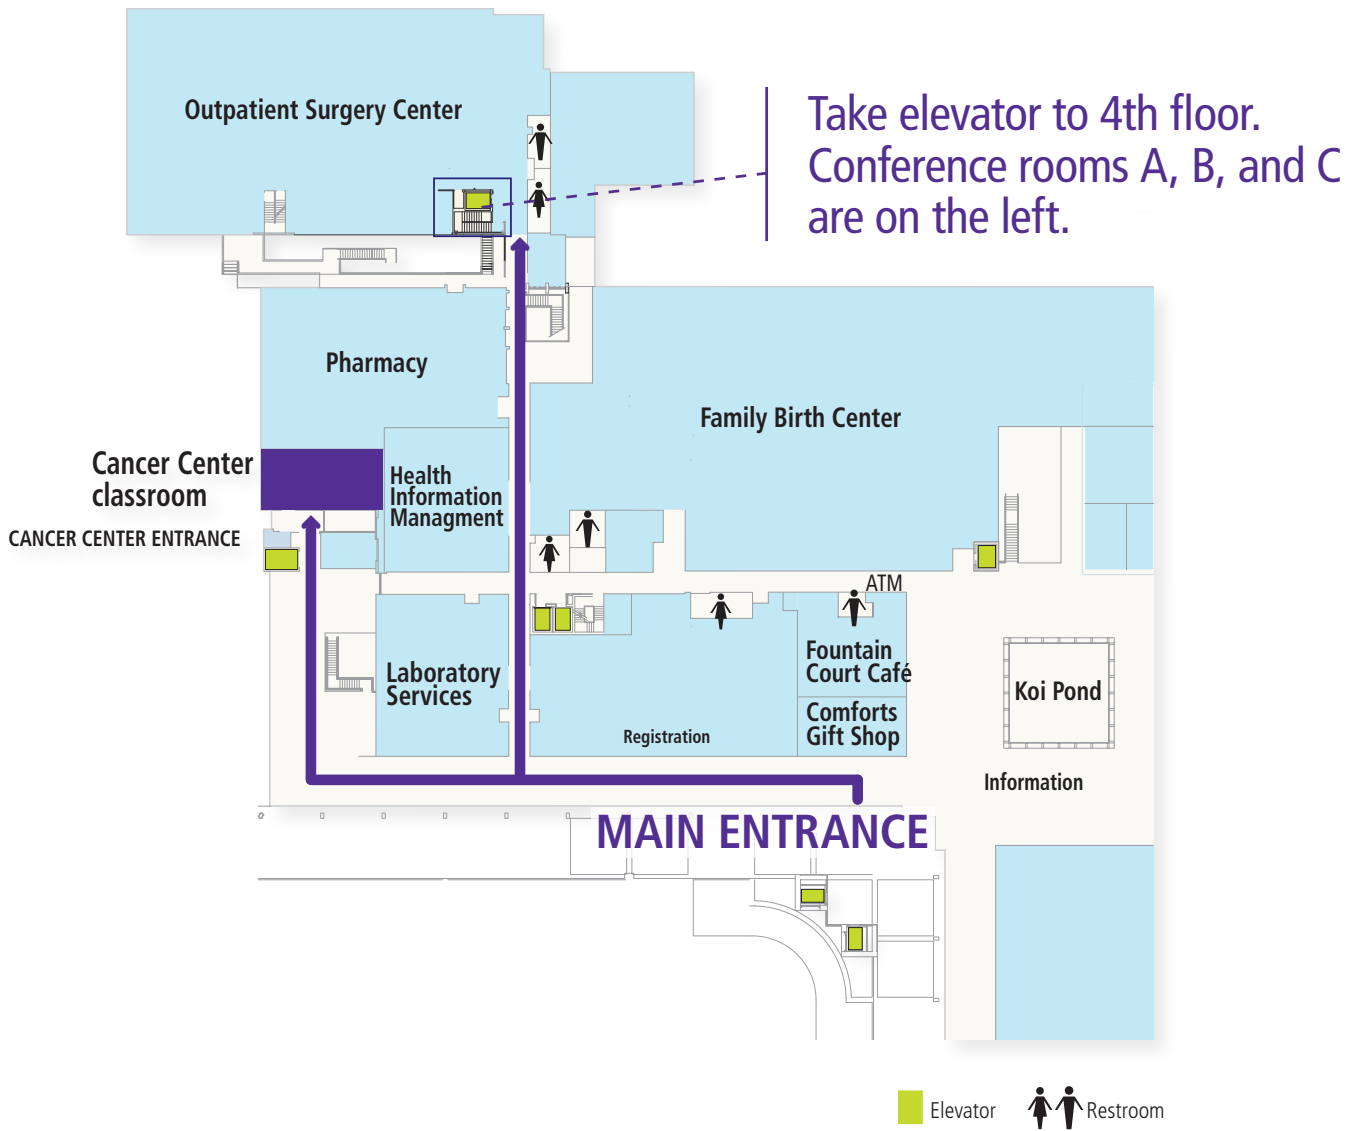 Outpatient Surgery Center
Take elevator to 4th floor.
Conference rooms A, B, and C
are on the left.
Pharmacy
Family Birth Center
Cancer Center
classroom
Health
Information
Managment
CANCER CENTER ENTRANCE
ATM
Laboratory
Services
Fountain
Court Café
Koi Pond
Comforts
Gift Shop
Registration
Information
MAIN ENTRANCE
Elevator
Restroom